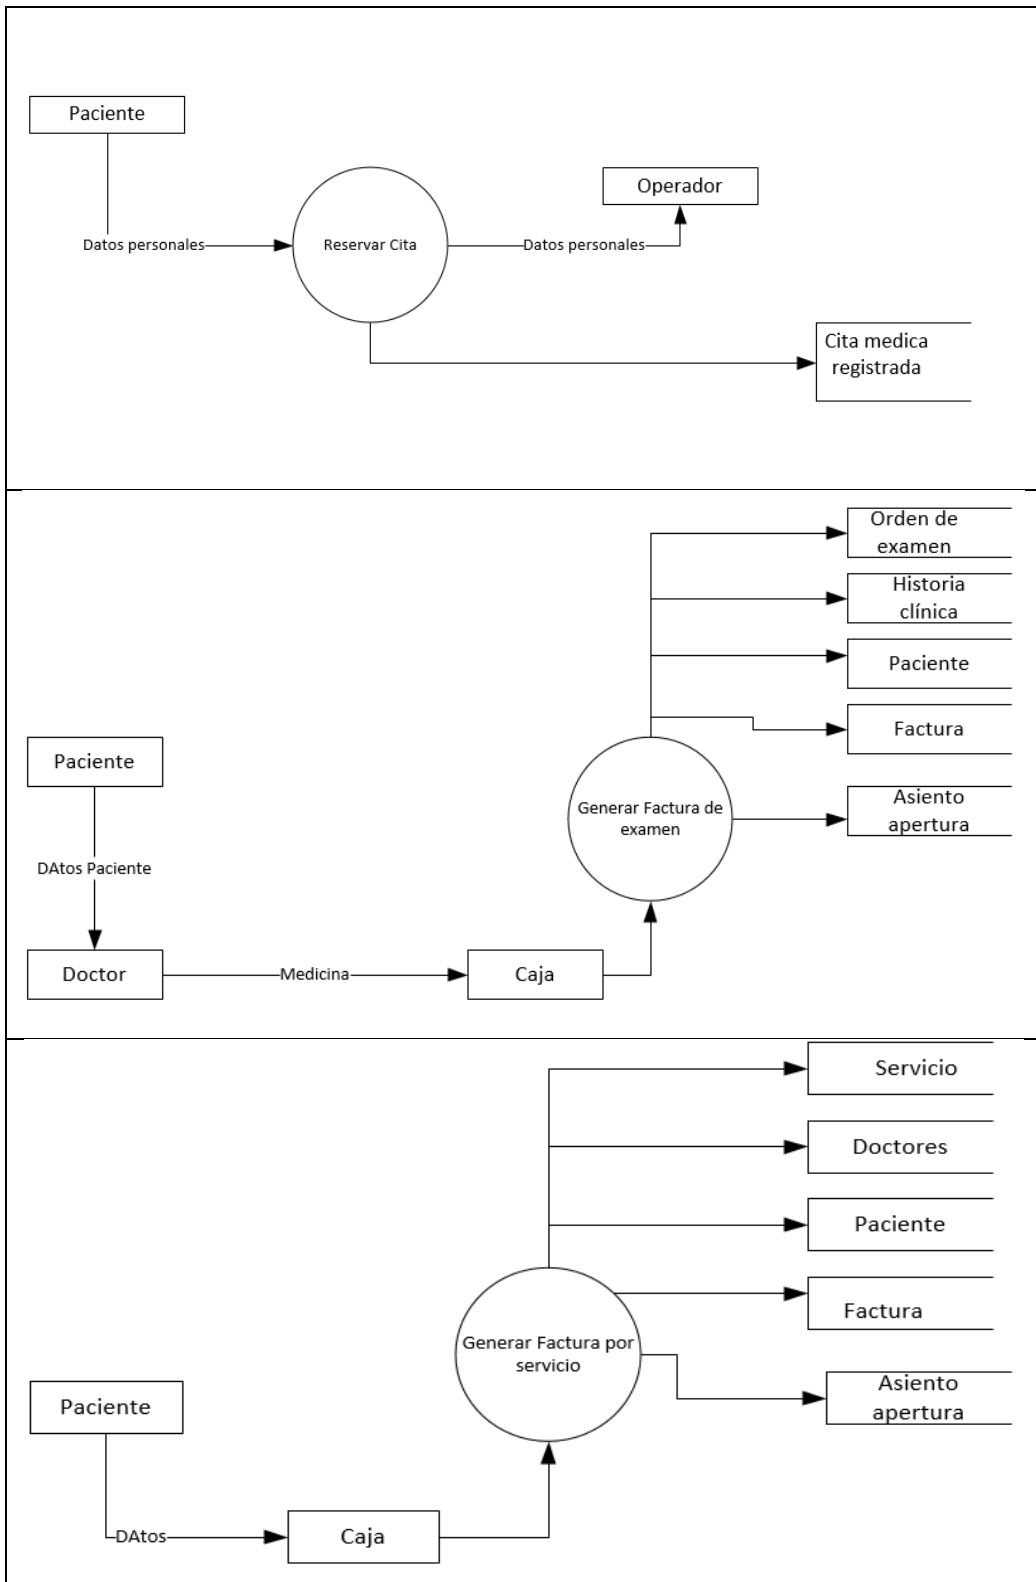 Paciente
Operador
Datos personales
Reservar Cita
Datos personales
Cita medica
registrada
Orden de
examen
Historia
clínica
Paciente
Factura
Paciente
Asiento
apertura
Generar Factura de
examen
DAtos Paciente
Doctor
Medicina
Caja
Servicio
Doctores
Paciente
Factura
Generar Factura por
servicio
Asiento
apertura
Paciente
DAtos
Caja